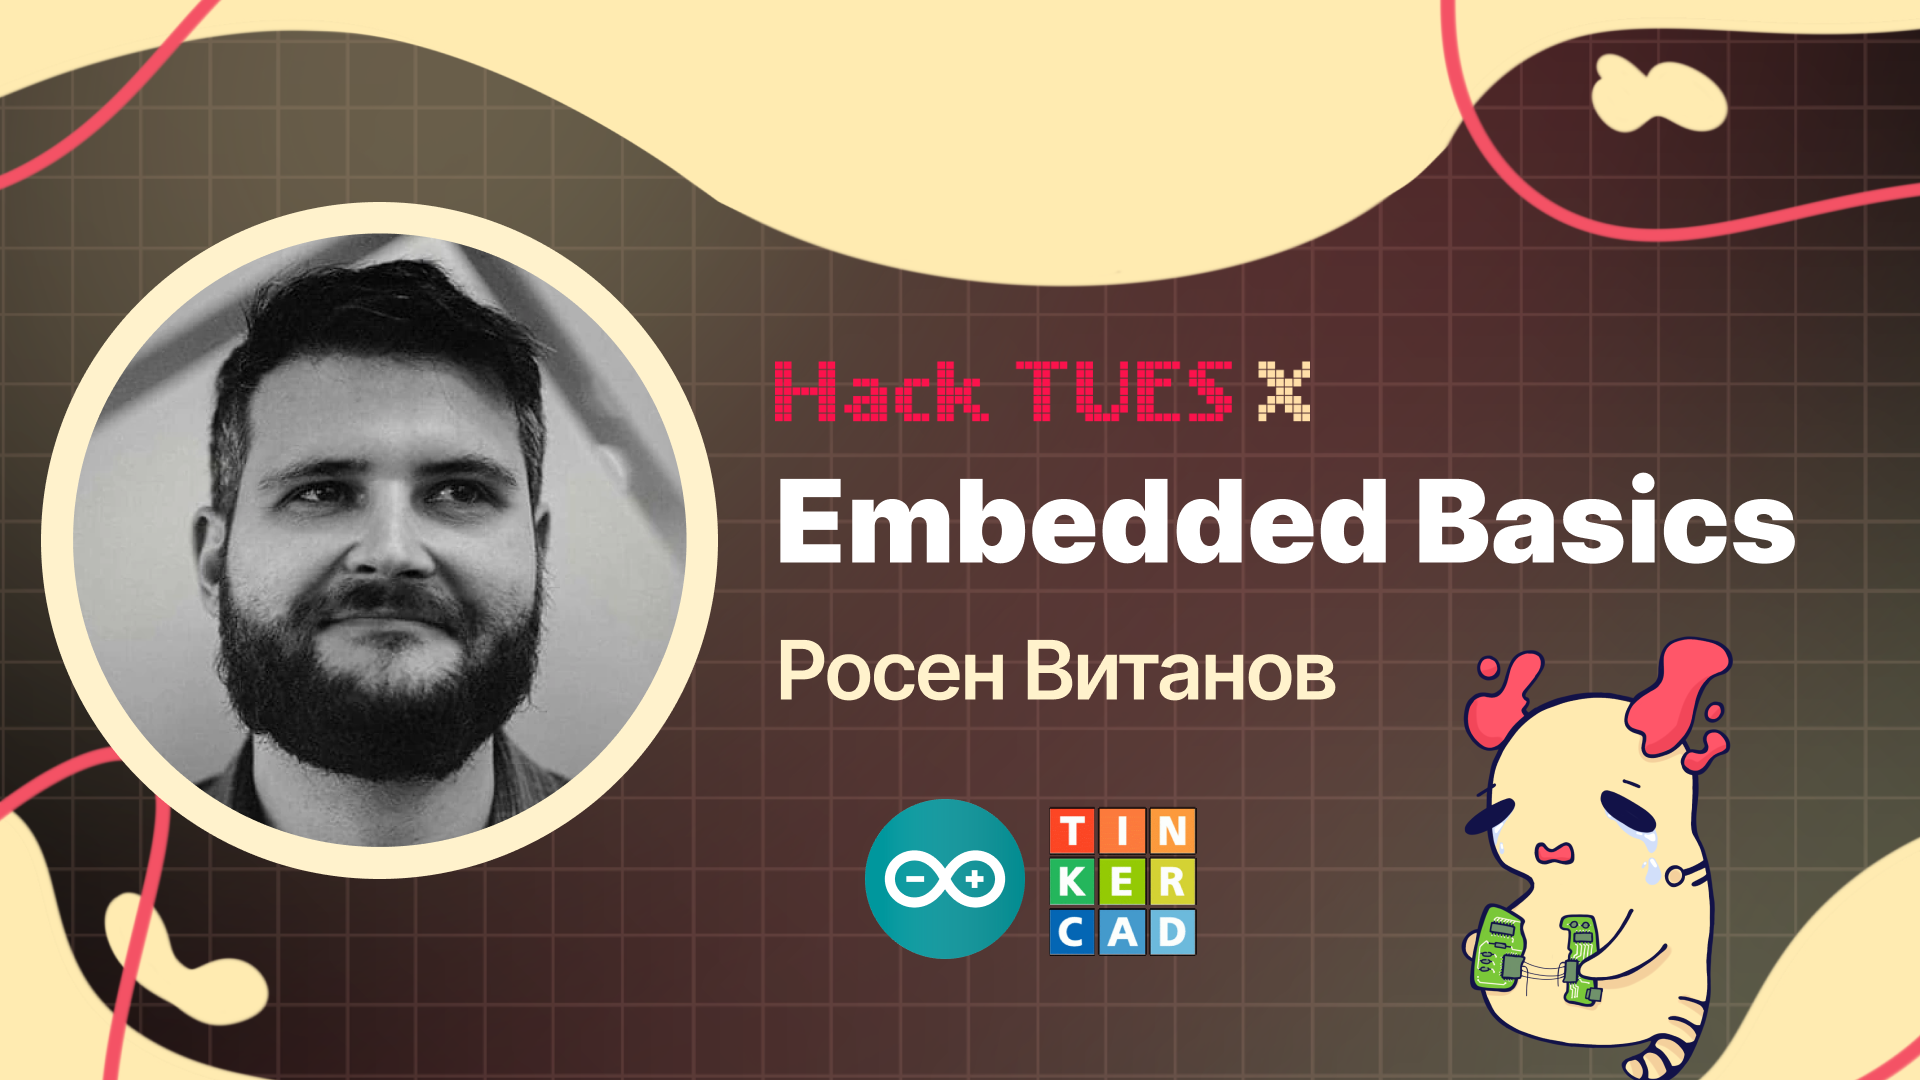 Hack TUES X
Embedded Basics
Росен Витанов
TIN
KER
CAD